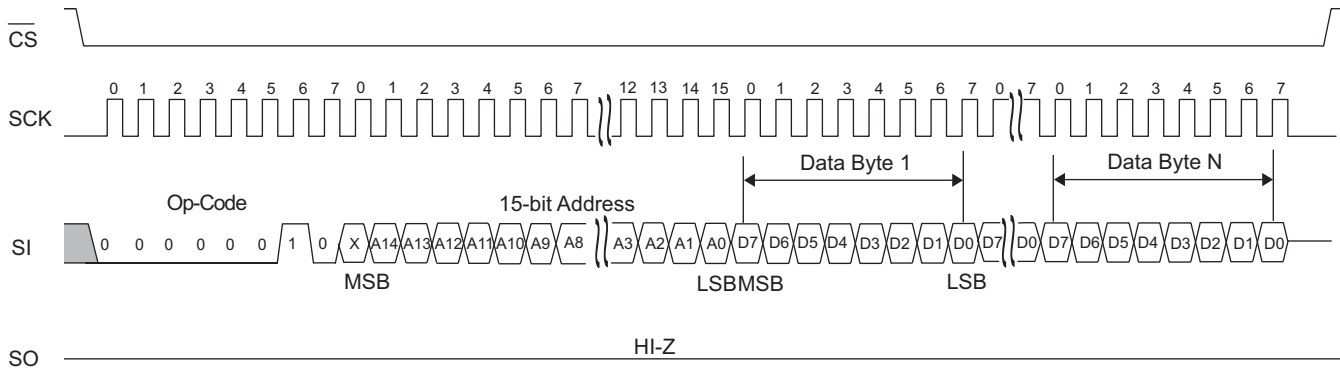 CS
0 1 2 3 4 5 6 7 0 1 2 3 4 5 6 7 12 13 14 15 0 1 2 3 4 5 6 7 0 7 0 1 2 3 4 5 6 7
SCK
Data Byte 1 Data Byte N
Op-Code 15-bit Address
SI 0 0 0 0 0 0 1 0 X A14 A13 A12 A11 A10 A9 A8 A3 A2 A1 A0 D7 D6 D5 D4 D3 D2 D1 D0 D7 D0 D7 D6 D5 D4 D3 D2 D1 D0
MSB LSB MSB LSB
HI-Z
SO